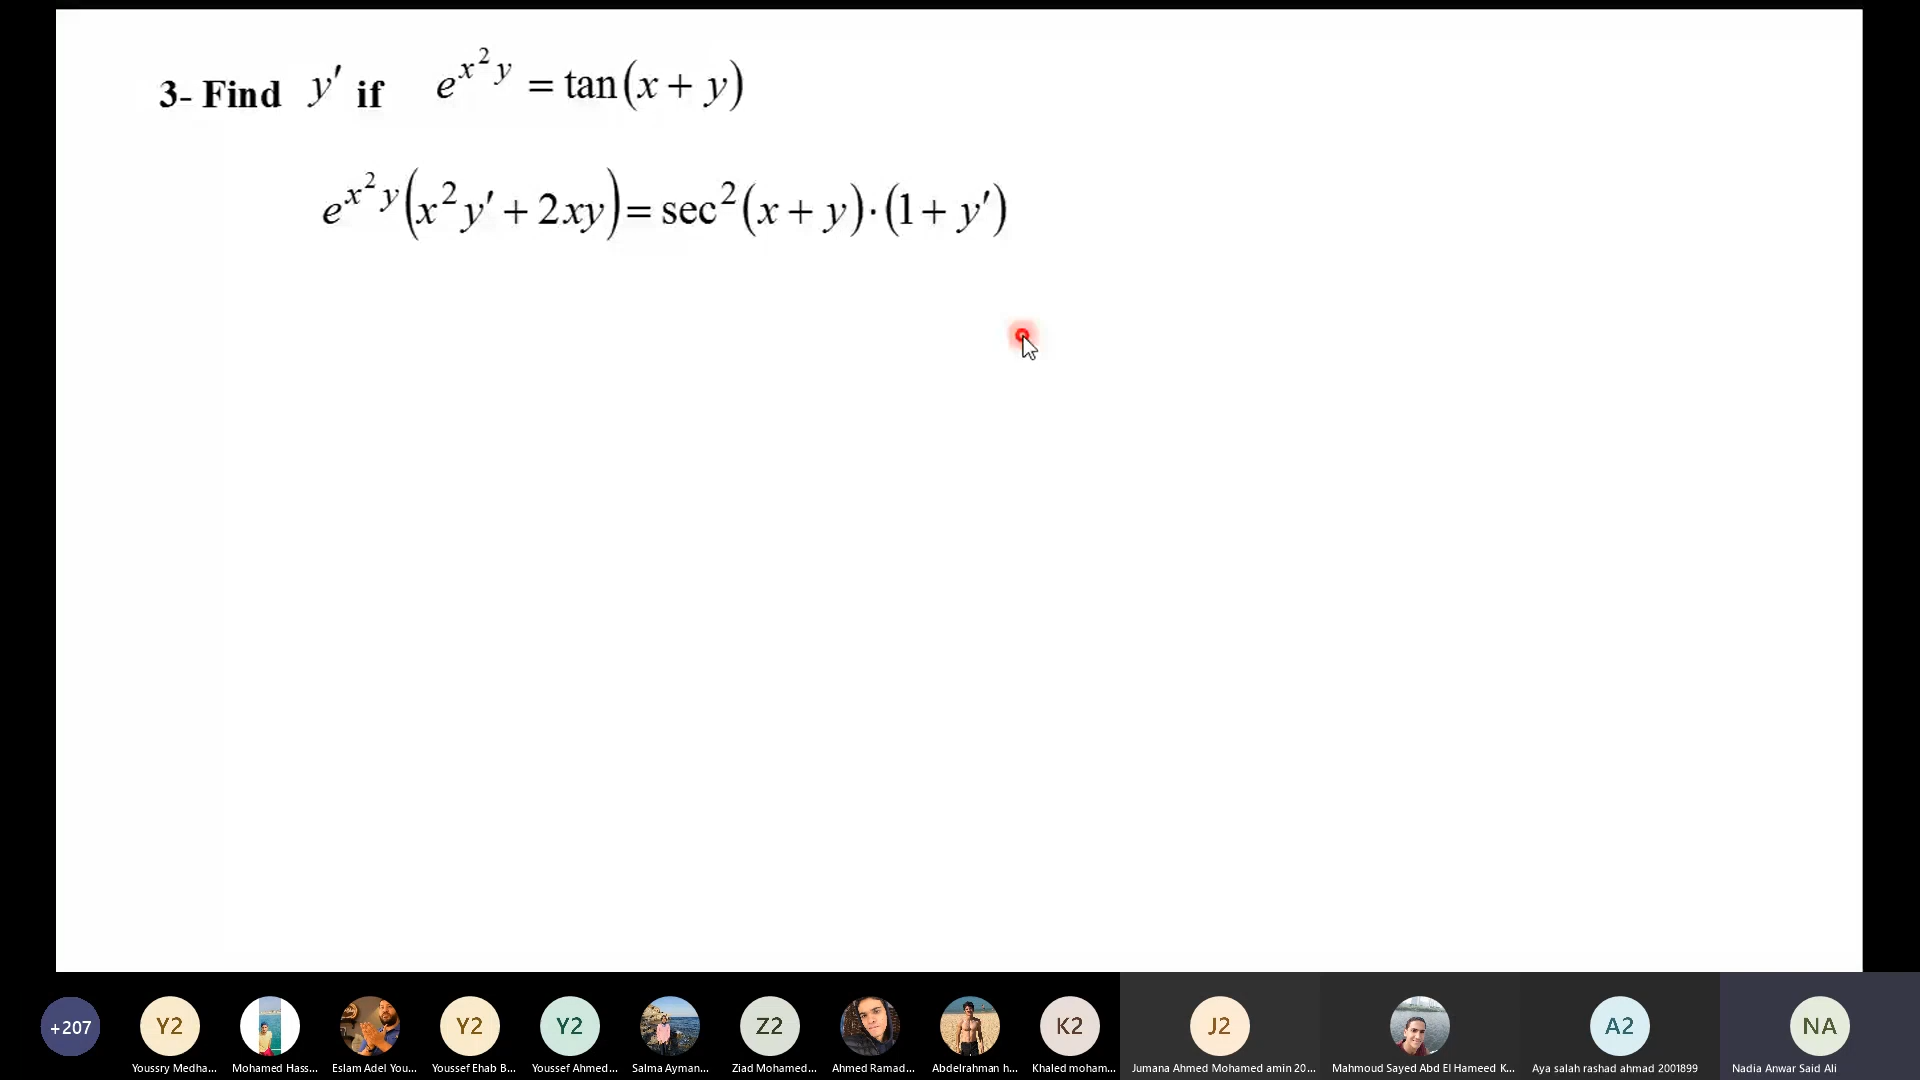 3- Find y′ if e^{x^2 y} = tan(x + y)
e^{x^2 y}(x^2 y′ + 2xy) = sec^2(x + y)·(1 + y′)
+207
Y2
Y2
Y2
Z2
K2
J2
A2
NA
Youssry Medha...
Mohamed Hass...
Eslam Adel You...
Youssef Ehab B...
Youssef Ahmed...
Salma Ayman...
Ziad Mohamed...
Ahmed Ramad...
Abdelrahman h...
Khaled moham...
Jumana Ahmed Mohamed amin 20...
Mahmoud Sayed Abd El Hameed K...
Aya salah rashad ahmad 2001899
Nadia Anwar Said Ali